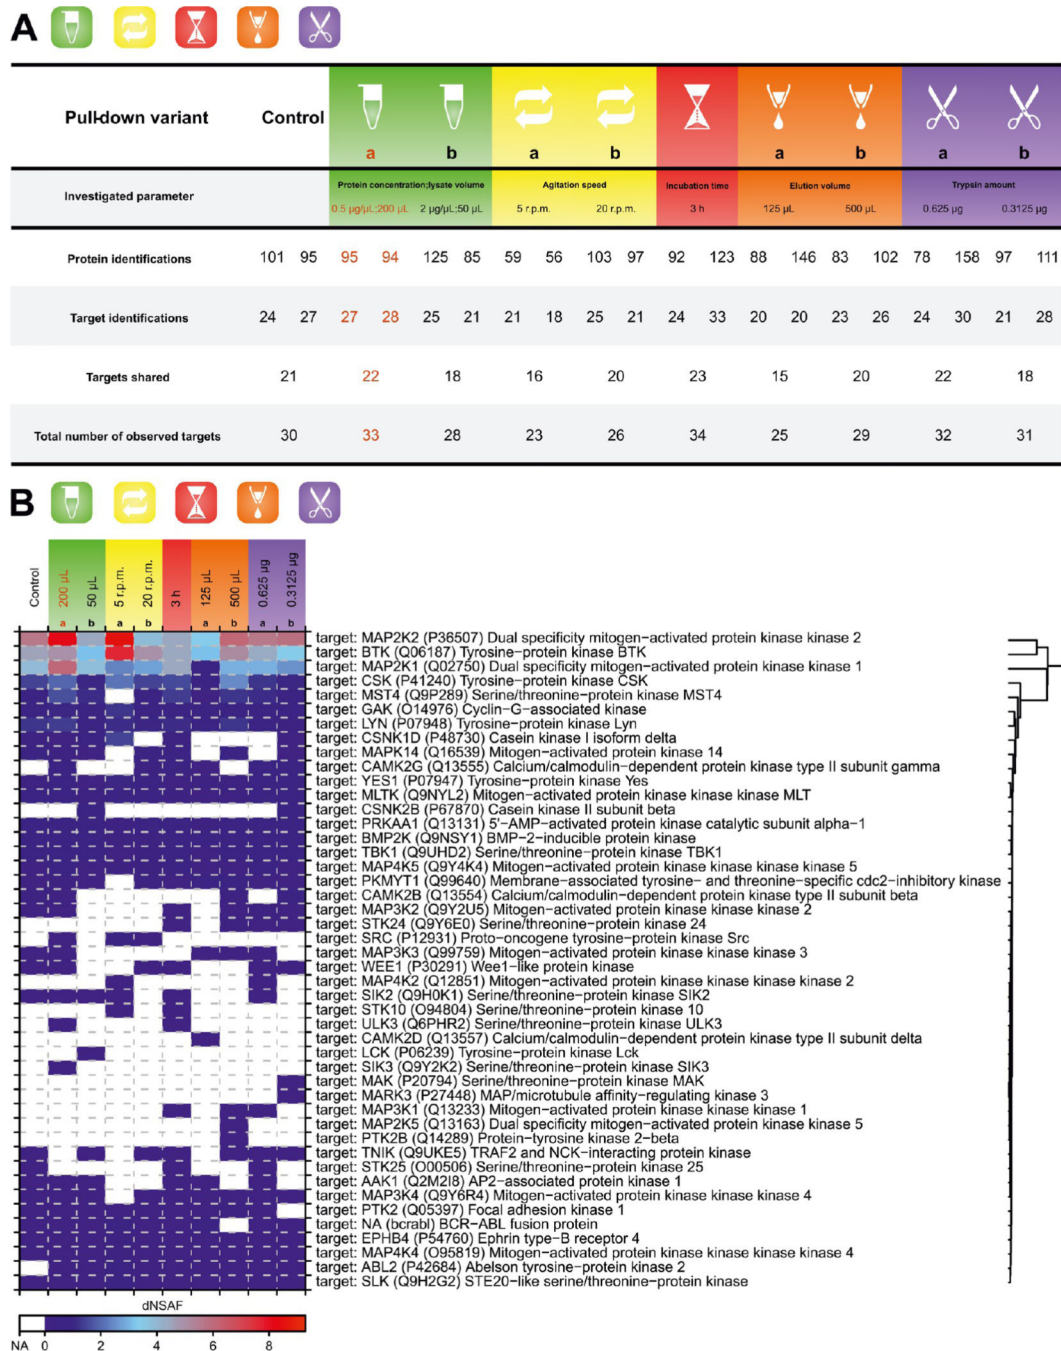 A
Pull-down variant Control a b a b a b a b
Investigated parameter Protein concentration;lysate volume Agitation speed Incubation time Elution volume Trypsin amount
0.5 µg/µL;200 µL 2 µg/µL;50 µL 5 r.p.m. 20 r.p.m. 3 h 125 µL 500 µL 0.625 µg 0.3125 µg
Protein identifications 101 95 95 94 125 85 59 56 103 97 92 123 88 146 83 102 78 158 97 111
Target identifications 24 27 27 28 25 21 21 18 25 21 24 33 20 20 23 26 24 30 21 28
Targets shared 21 22 18 16 20 23 15 20 22 18
Total number of observed targets 30 33 28 23 26 34 25 29 32 31
B
Control 200 µL 50 µL 5 r.p.m. 20 r.p.m. 3 h 125 µL 500 µL 0.625 µg 0.3125 µg
a b a b a b a b
target: MAP2K2 (P36507) Dual specificity mitogen−activated protein kinase kinase 2
target: BTK (Q06187) Tyrosine−protein kinase BTK
target: MAP2K1 (Q02750) Dual specificity mitogen−activated protein kinase kinase 1
target: CSK (P41240) Tyrosine−protein kinase CSK
target: MST4 (Q9P289) Serine/threonine−protein kinase MST4
target: GAK (O14976) Cyclin−G−associated kinase
target: LYN (P07948) Tyrosine−protein kinase Lyn
target: CSNK1D (P48730) Casein kinase I isoform delta
target: MAPK14 (Q16539) Mitogen−activated protein kinase 14
target: CAMK2G (Q13555) Calcium/calmodulin−dependent protein kinase type II subunit gamma
target: YES1 (P07947) Tyrosine−protein kinase Yes
target: MLTK (Q9NYL2) Mitogen−activated protein kinase kinase kinase MLT
target: CSNK2B (P67870) Casein kinase II subunit beta
target: PRKAA1 (Q13131) 5'−AMP−activated protein kinase catalytic subunit alpha−1
target: BMP2K (Q9NSY1) BMP−2−inducible protein kinase
target: TBK1 (Q9UHD2) Serine/threonine−protein kinase TBK1
target: MAP4K5 (Q9Y4K4) Mitogen−activated protein kinase kinase kinase kinase 5
target: PKMYT1 (Q99640) Membrane−associated tyrosine− and threonine−specific cdc2−inhibitory kinase
target: CAMK2B (Q13554) Calcium/calmodulin−dependent protein kinase type II subunit beta
target: MAP3K2 (Q9Y2U5) Mitogen−activated protein kinase kinase kinase 2
target: STK24 (Q9Y6E0) Serine/threonine−protein kinase 24
target: SRC (P12931) Proto−oncogene tyrosine−protein kinase Src
target: MAP3K3 (Q99759) Mitogen−activated protein kinase kinase kinase 3
target: WEE1 (P30291) Wee1−like protein kinase
target: MAP4K2 (Q12851) Mitogen−activated protein kinase kinase kinase kinase 2
target: SIK2 (Q9H0K1) Serine/threonine−protein kinase SIK2
target: STK10 (O94804) Serine/threonine−protein kinase 10
target: ULK3 (Q6PHR2) Serine/threonine−protein kinase ULK3
target: CAMK2D (Q13557) Calcium/calmodulin−dependent protein kinase type II subunit delta
target: LCK (P06239) Tyrosine−protein kinase Lck
target: SIK3 (Q9Y2K2) Serine/threonine−protein kinase SIK3
target: MAK (P20794) Serine/threonine−protein kinase MAK
target: MARK3 (P27448) MAP/microtubule affinity−regulating kinase 3
target: MAP3K1 (Q13233) Mitogen−activated protein kinase kinase kinase 1
target: MAP2K5 (Q13163) Dual specificity mitogen−activated protein kinase kinase 5
target: PTK2B (Q14289) Protein−tyrosine kinase 2−beta
target: TNIK (Q9UKE5) TRAF2 and NCK−interacting protein kinase
target: STK25 (O00506) Serine/threonine−protein kinase 25
target: AAK1 (Q2M2I8) AP2−associated protein kinase 1
target: MAP3K4 (Q9Y6R4) Mitogen−activated protein kinase kinase kinase 4
target: PTK2 (Q05397) Focal adhesion kinase 1
target: NA (bcrabl) BCR−ABL fusion protein
target: EPHB4 (P54760) Ephrin type−B receptor 4
target: MAP4K4 (O95819) Mitogen−activated protein kinase kinase kinase kinase 4
target: ABL2 (P42684) Abelson tyrosine−protein kinase 2
target: SLK (Q9H2G2) STE20−like serine/threonine−protein kinase
dNSAF
NA 0 2 4 6 8